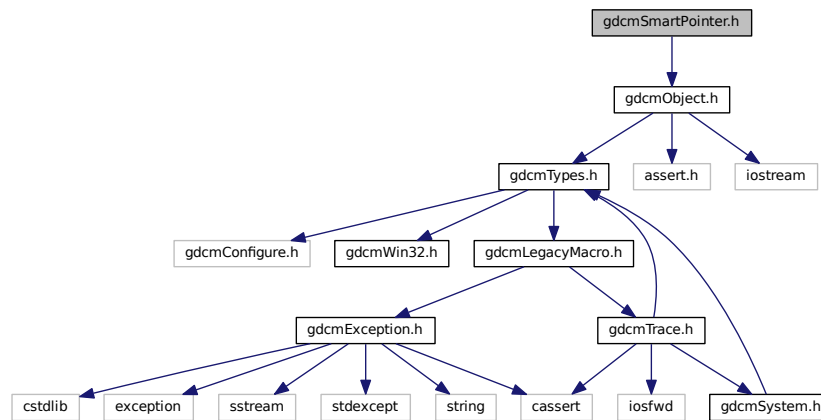 gdcmSmartPointer.h
gdcmObject.h
gdcmTypes.h
assert.h
iostream
gdcmConfigure.h
gdcmWin32.h
gdcmLegacyMacro.h
gdcmException.h
gdcmTrace.h
cstdlib
exception
sstream
stdexcept
string
cassert
iosfwd
gdcmSystem.h